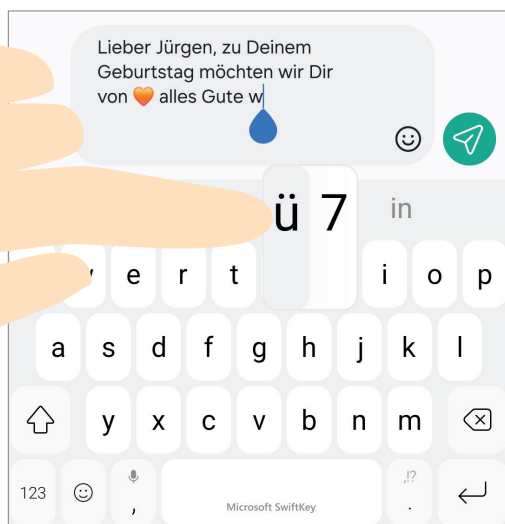 Lieber Jürgen, zu Deinem
Geburtstag möchten wir Dir
von 🧡 alles Gute w
ü 7 in
e r t i o p
a s d f g h j k l
y x c v b n m
123 , Microsoft SwiftKey ,!? .